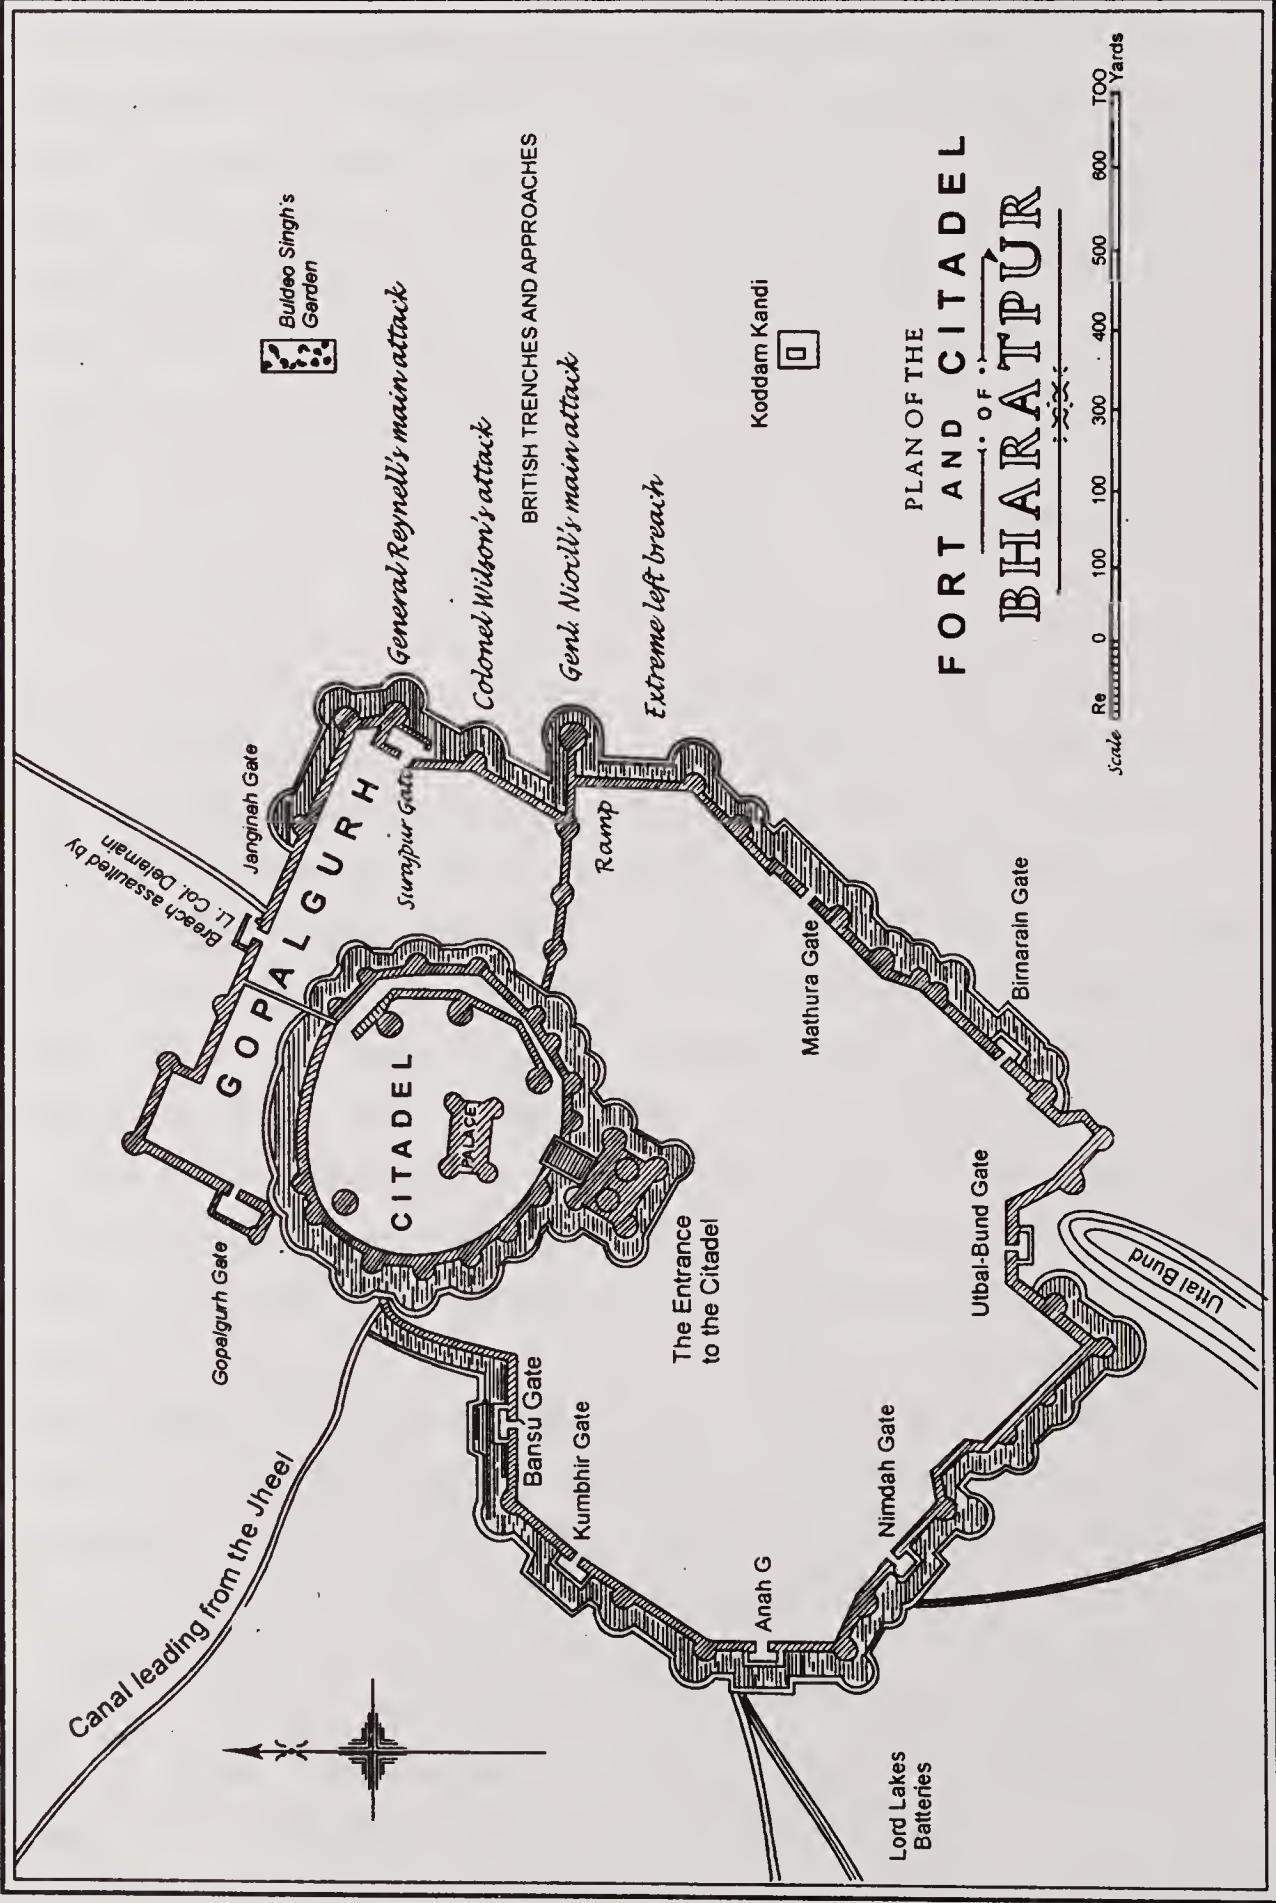 Canal leading from the Jheel
Gopalgurh Gate
GOPALGURH
Breach assaulted by
Lt. Col. Delamain
Janginah Gate
Buldeo Singh's
Garden
Surajpur Gate
General Reynell's main attack
Colonel Wilson's attack
BRITISH TRENCHES AND APPROACHES
Genl. Nicoll's main attack
Extreme left breach
Ramp
CITADEL
PALACE
The Entrance
to the Citadel
Bansú Gate
Kumbhir Gate
Anah G
Lord Lakes
Batteries
Nimdah Gate
Utbal-Bund Gate
Uttal Bund
Birnarain Gate
Mathura Gate
Koddam Kandi
PLAN OF THE
FORT AND CITADEL
OF
BHARATPUR
Scale
Re 0 100 100 300 400 500 600 TOO
Yards